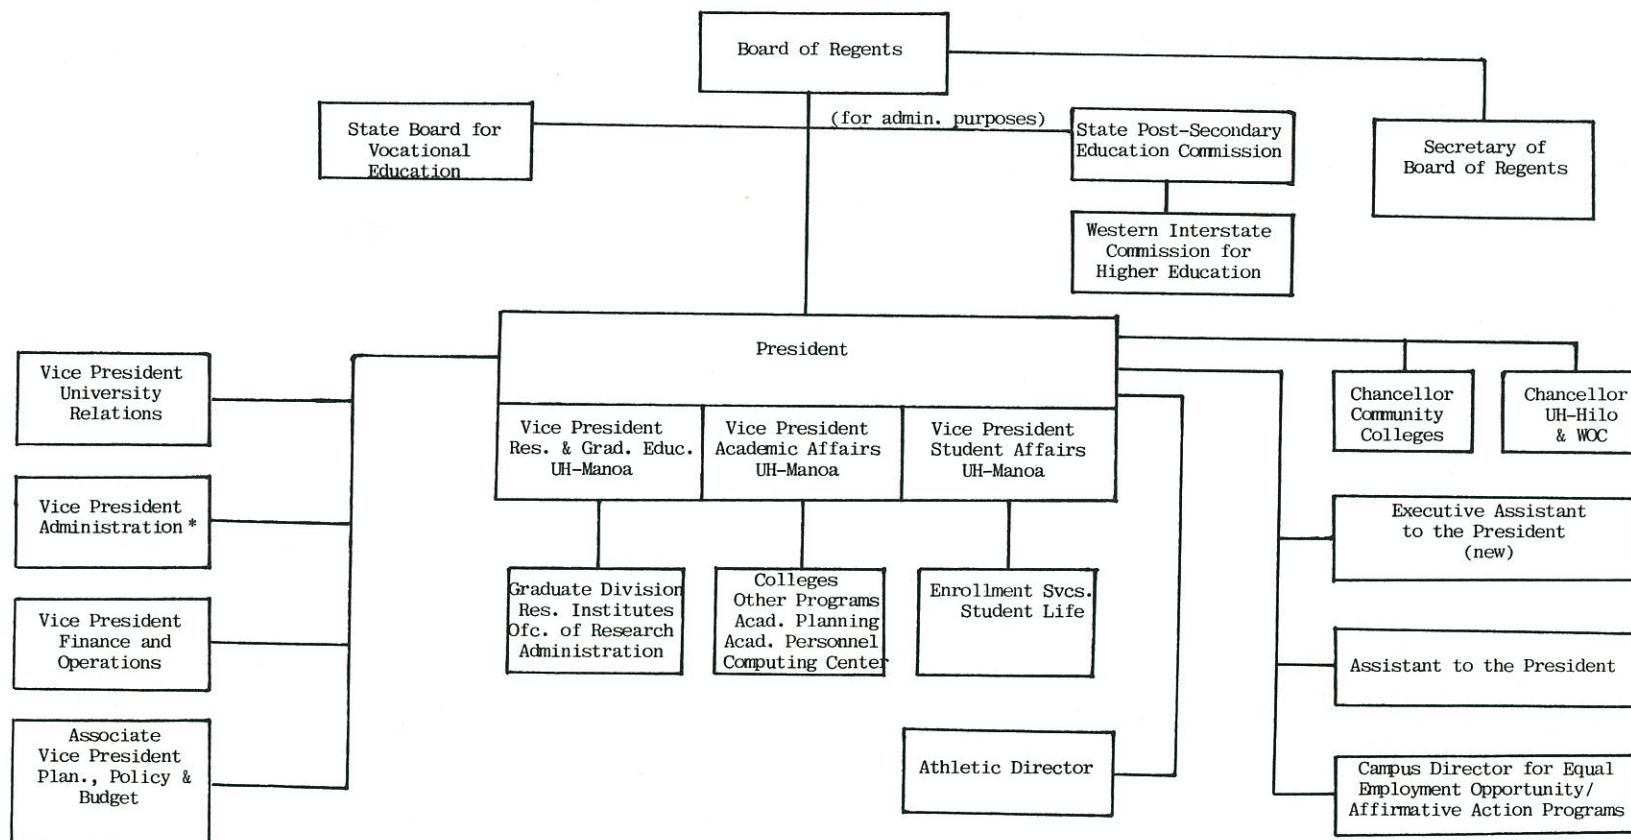 Board of Regents
(for admin. purposes)
State Board for
Vocational
Education
State Post-Secondary
Education Commission
Secretary of
Board of Regents
Western Interstate
Commission for
Higher Education
President
Vice President
University
Relations
Vice President
Res. & Grad. Educ.
UH-Manoa
Vice President
Academic Affairs
UH-Manoa
Vice President
Student Affairs
UH-Manoa
Chancellor
Community
Colleges
Chancellor
UH-Hilo
& WOC
Vice President
Administration *
Executive Assistant
to the President
(new)
Graduate Division
Res. Institutes
Ofc. of Research
Administration
Colleges
Other Programs
Acad. Planning
Acad. Personnel
Computing Center
Enrollment Svcs.
Student Life
Vice President
Finance and
Operations
Assistant to the President
Associate
Vice President
Plan., Policy &
Budget
Athletic Director
Campus Director for Equal
Employment Opportunity/
Affirmative Action Programs